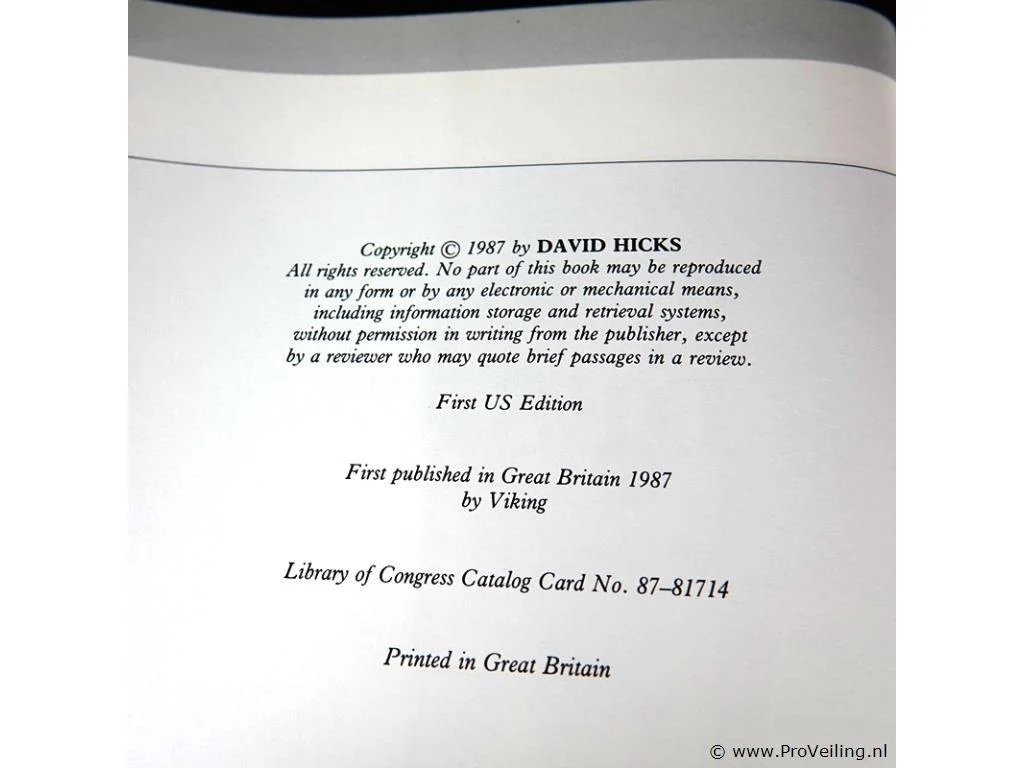 Copyright © 1987 by DAVID HICKS
All rights reserved. No part of this book may be reproduced
in any form or by any electronic or mechanical means,
including information storage and retrieval systems,
without permission in writing from the publisher, except
by a reviewer who may quote brief passages in a review.
First US Edition
First published in Great Britain 1987
by Viking
Library of Congress Catalog Card No. 87–81714
Printed in Great Britain
© www.ProVeiling.nl